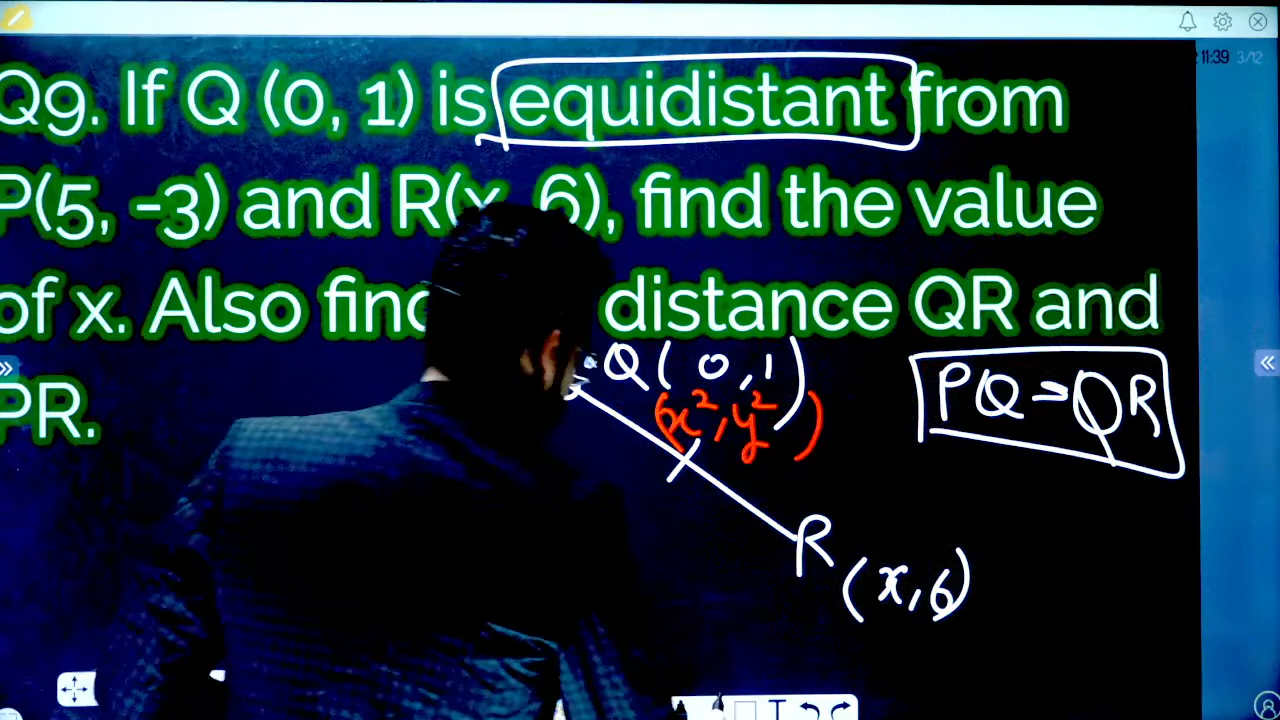 Q9. If Q (0, 1) is equidistant from
P(5, -3) and R(x, 6), find the value
of x. Also find distance QR and
PR.
Q ( 0 , 1 )
(x², y²)
PQ = QR
R
(x, 6)
11:39 3/12